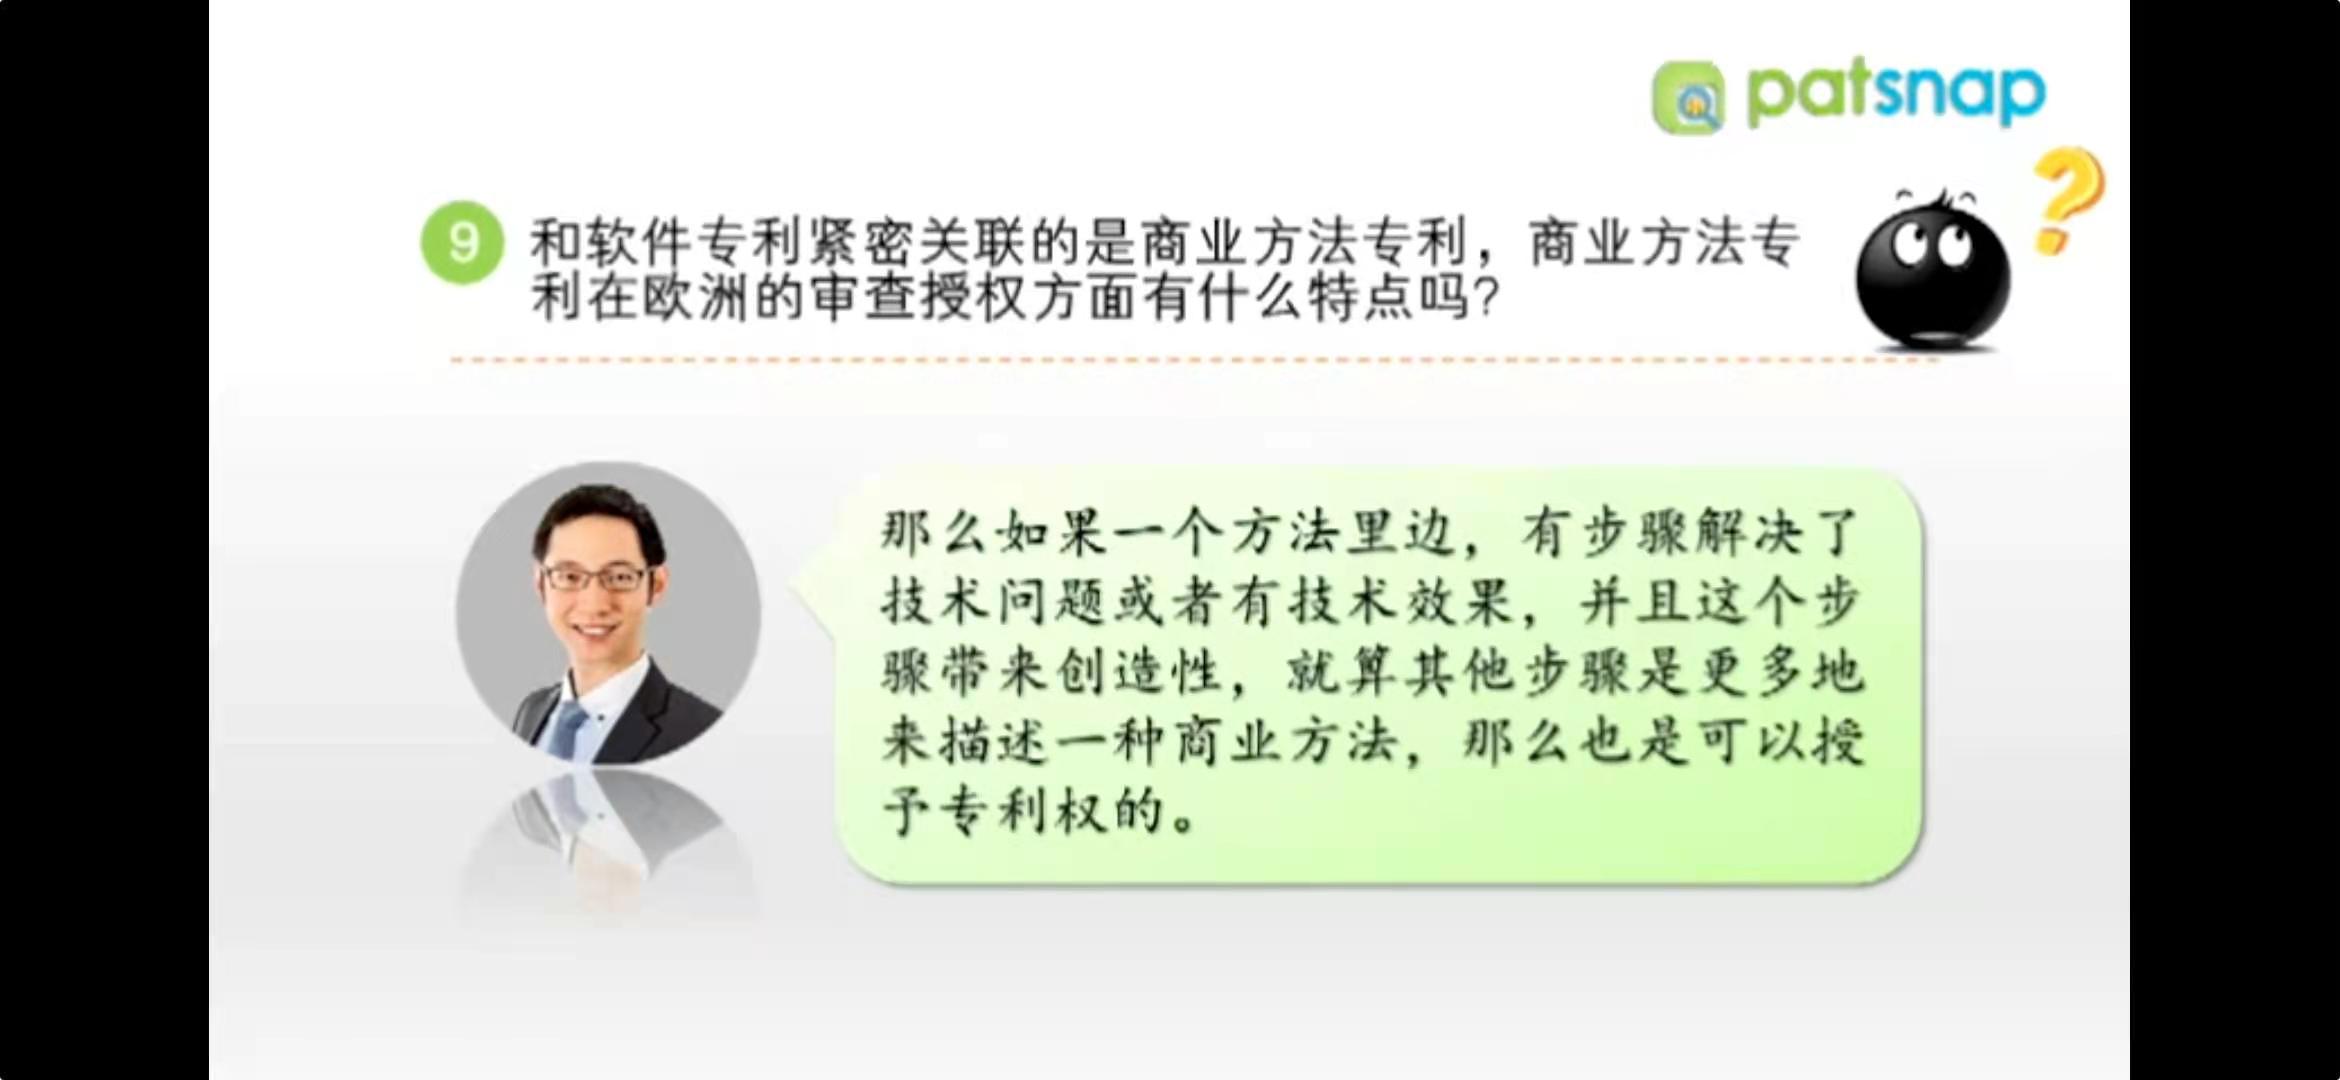 patsnap
9
和软件专利紧密关联的是商业方法专利，商业方法专
利在欧洲的审查授权方面有什么特点吗？
那么如果一个方法里边，有步骤解决了
技术问题或者有技术效果，并且这个步
骤带来创造性，就算其他步骤是更多地
来描述一种商业方法，那么也是可以授
予专利权的。